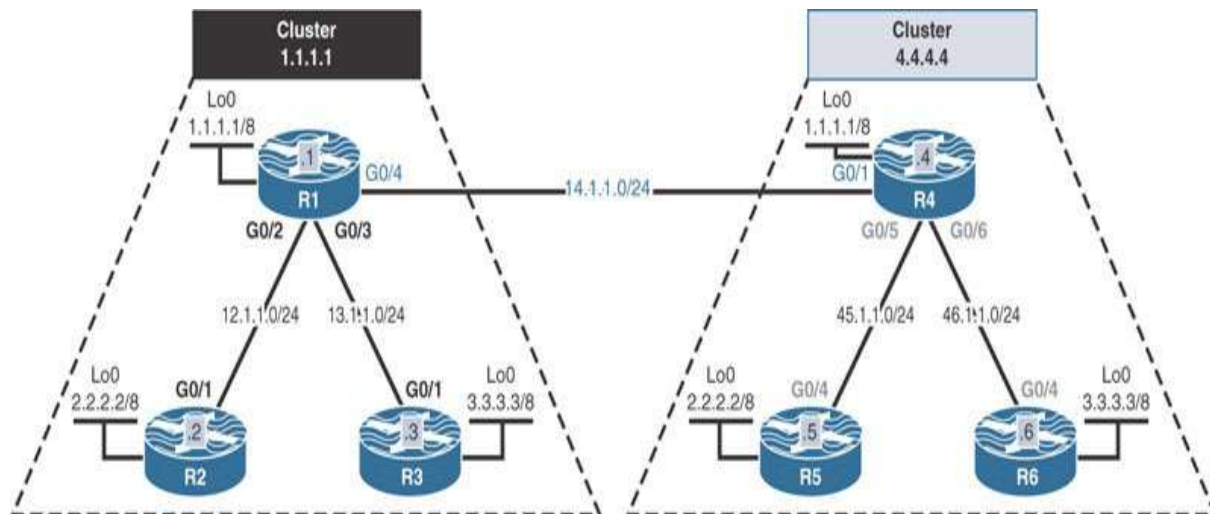 Cluster
1.1.1.1
Cluster
4.4.4.4
Lo0
1.1.1.1/8
.1
G0/4
R1
G0/2
G0/3
14.1.1.0/24
Lo0
1.1.1.1/8
.4
G0/1
R4
G0/5
G0/6
12.1.1.0/24
13.1.1.0/24
45.1.1.0/24
46.1.1.0/24
Lo0
2.2.2.2/8
G0/1
.2
R2
G0/1
Lo0
3.3.3.3/8
.3
R3
Lo0
2.2.2.2/8
G0/4
.5
R5
G0/4
Lo0
3.3.3.3/8
.6
R6